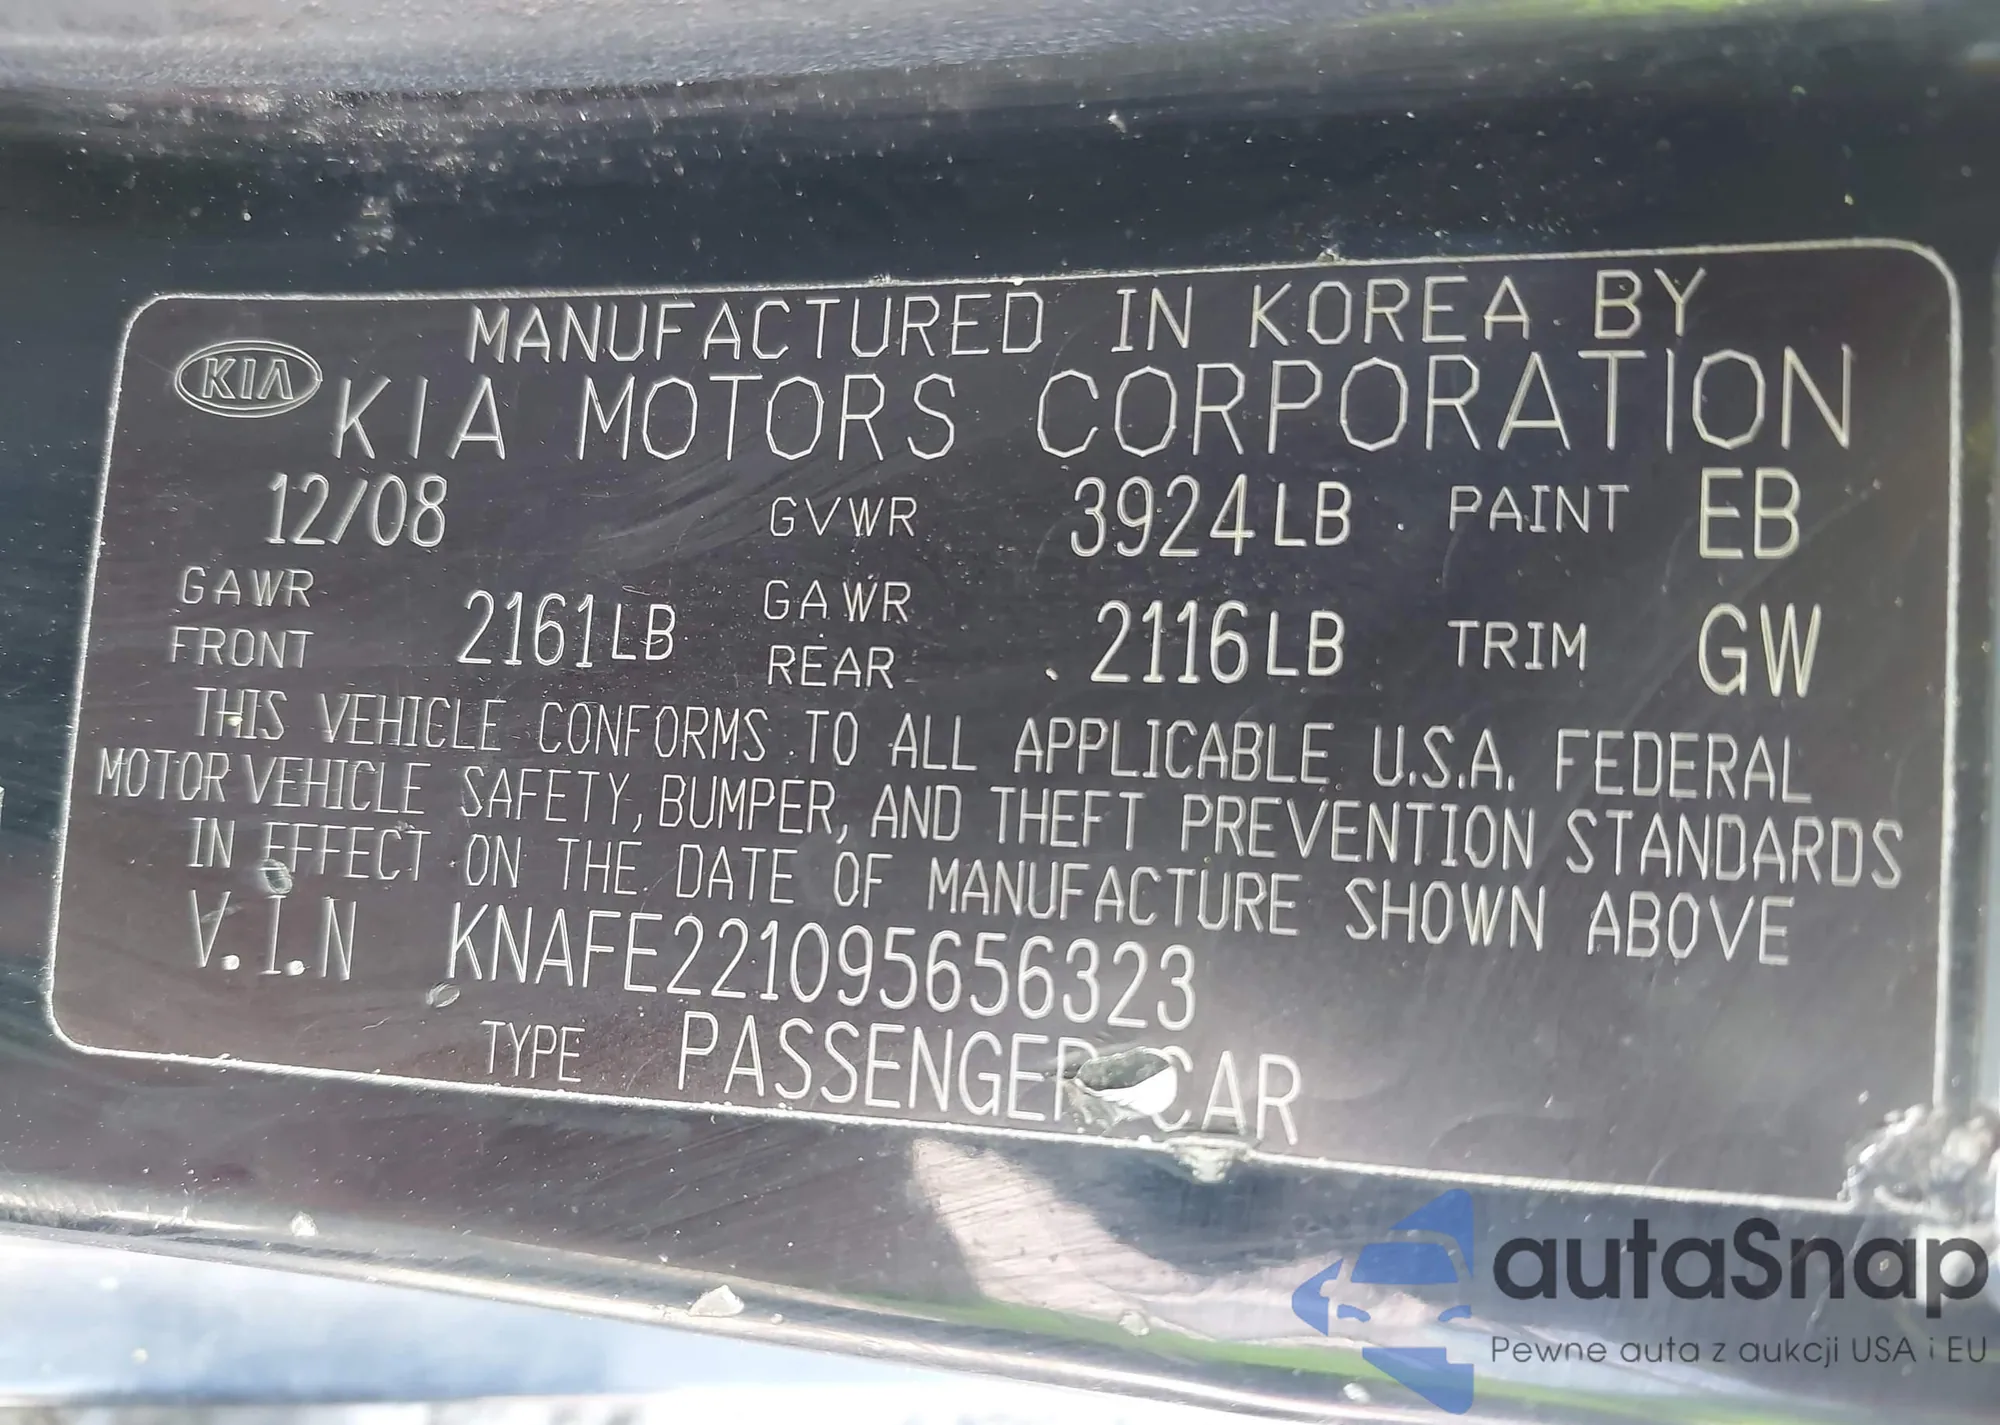 MANUFACTURED IN KOREA BY
KIA KIA MOTORS CORPORATION
12/08 GVWR 3924LB PAINT EB
GAWR FRONT 2161LB GAWR REAR 2116LB TRIM GW
THIS VEHICLE CONFORMS TO ALL APPLICABLE U.S.A. FEDERAL
MOTOR VEHICLE SAFETY, BUMPER, AND THEFT PREVENTION STANDARDS
IN EFFECT ON THE DATE OF MANUFACTURE SHOWN ABOVE
V.I.N KNAFE221095656323
TYPE PASSENGER CAR
autaSnap
Pewne auta z aukcji USA i EU